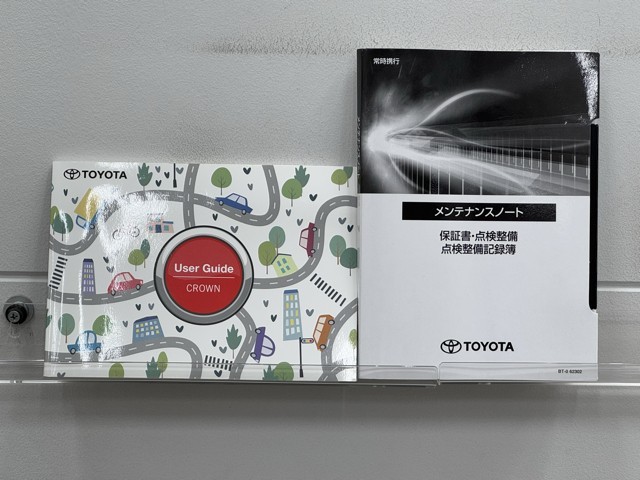 TOYOTA
User Guide
CROWN
常時携行
メンテナンスノート
保証書・点検整備
点検整備記録簿
TOYOTA